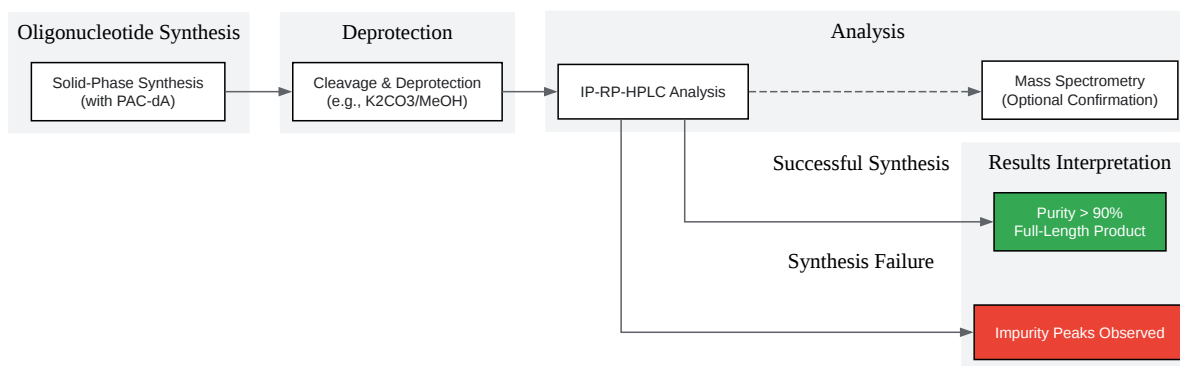 Oligonucleotide Synthesis
Solid-Phase Synthesis
(with PAC-dA)
Deprotection
Cleavage & Deprotection
(e.g., K2CO3/MeOH)
Analysis
IP-RP-HPLC Analysis
Mass Spectrometry
(Optional Confirmation)
Successful Synthesis
Results Interpretation
Purity > 90%
Full-Length Product
Synthesis Failure
Impurity Peaks Observed